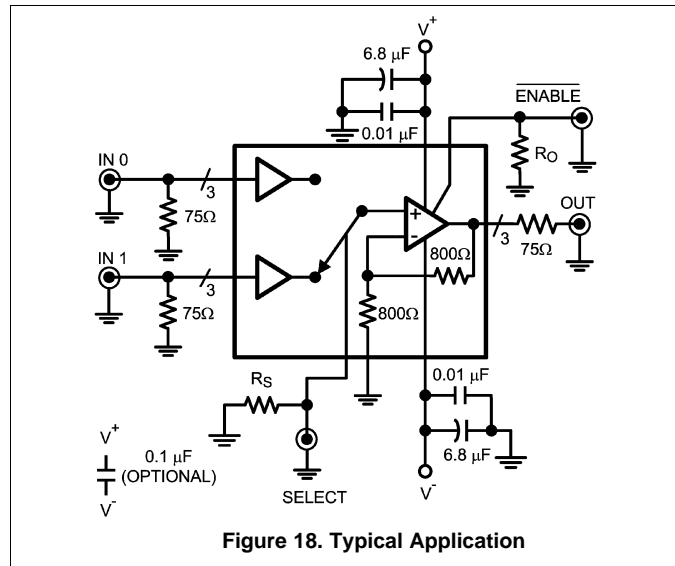 V+
6.8 µF
0.01 µF
ENABLE
RO
IN 0
3
75Ω
OUT
3
75Ω
+
-
800Ω
800Ω
IN 1
3
75Ω
RS
0.01 µF
6.8 µF
V+
0.1 µF
(OPTIONAL)
V-
SELECT
V-
Figure 18. Typical Application